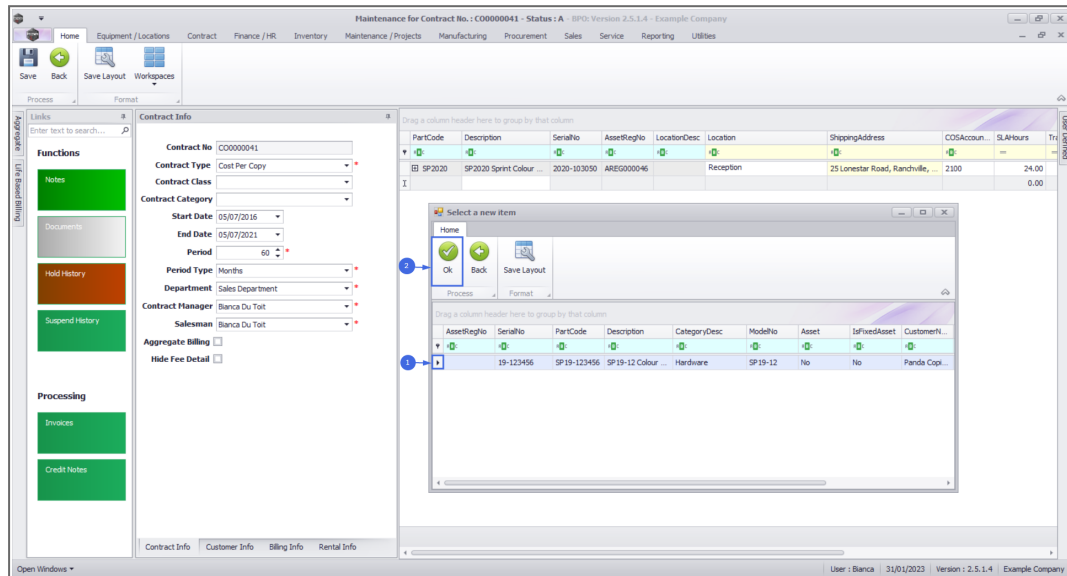 Maintenance for Contract No. : CO0000041 - Status : A - BPO: Version 2.5.1.4 - Example Company
Home Equipment / Locations Contract Finance / HR Inventory Maintenance / Projects Manufacturing Procurement Sales Service Reporting Utilities
Save Back Save Layout Workspaces
Process Format
Links Contract Info Drag a column header here to group by that column
Aggregate
Life Based Billing
User Defined
Enter text to search...
Functions
Notes
Documents
Hold History
Suspend History
Processing
Invoices
Credit Notes
Contract No CO0000041
Contract Type Cost Per Copy *
Contract Class
Contract Category
Start Date 05/07/2016
End Date 05/07/2021
Period 60 *
Period Type Months *
Department Sales Department *
Contract Manager Bianca Du Toit *
Salesman Bianca Du Toit *
Aggregate Billing
Hide Fee Detail
Contract Info Customer Info Billing Info Rental Info
PartCode Description SerialNo AssetRegNo LocationDesc Location ShippingAddress COSAccoun... SLAHours Tra
SP2020 SP2020 Sprint Colour ... 2020-103050 AREG000046 Reception 25 Lonestar Road, Ranchville, ... 2100 24.00
0.00
Select a new item
Home
2
Ok Back Save Layout
Process Format
Drag a column header here to group by that column
AssetRegNo SerialNo PartCode Description CategoryDesc ModelNo Asset IsFixedAsset CustomerN...
1
19-123456 SP19-123456 SP19-12 Colour ... Hardware SP19-12 No No Panda Copi...
Open Windows User : Bianca 31/01/2023 Version : 2.5.1.4 Example Company